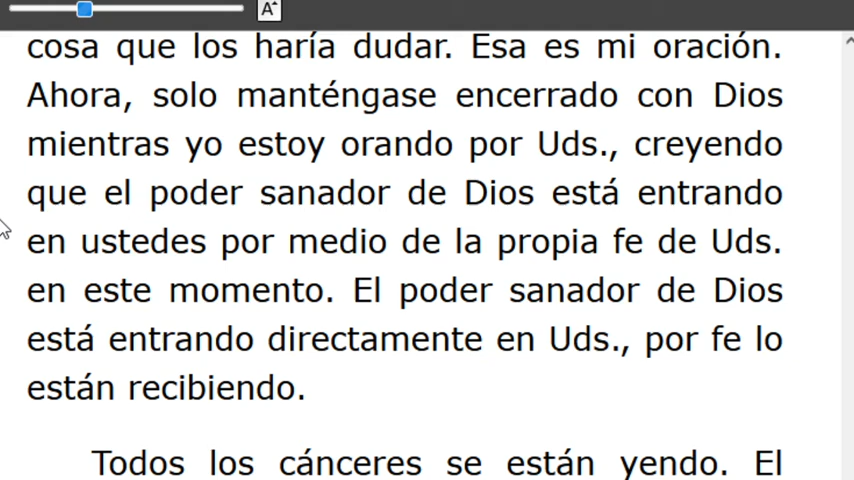 A
cosa que los haría dudar. Esa es mi oración.
Ahora, solo manténgase encerrado con Dios
mientras yo estoy orando por Uds., creyendo
que el poder sanador de Dios está entrando
en ustedes por medio de la propia fe de Uds.
en este momento. El poder sanador de Dios
está entrando directamente en Uds., por fe lo
están recibiendo.
Todos los cánceres se están yendo. El